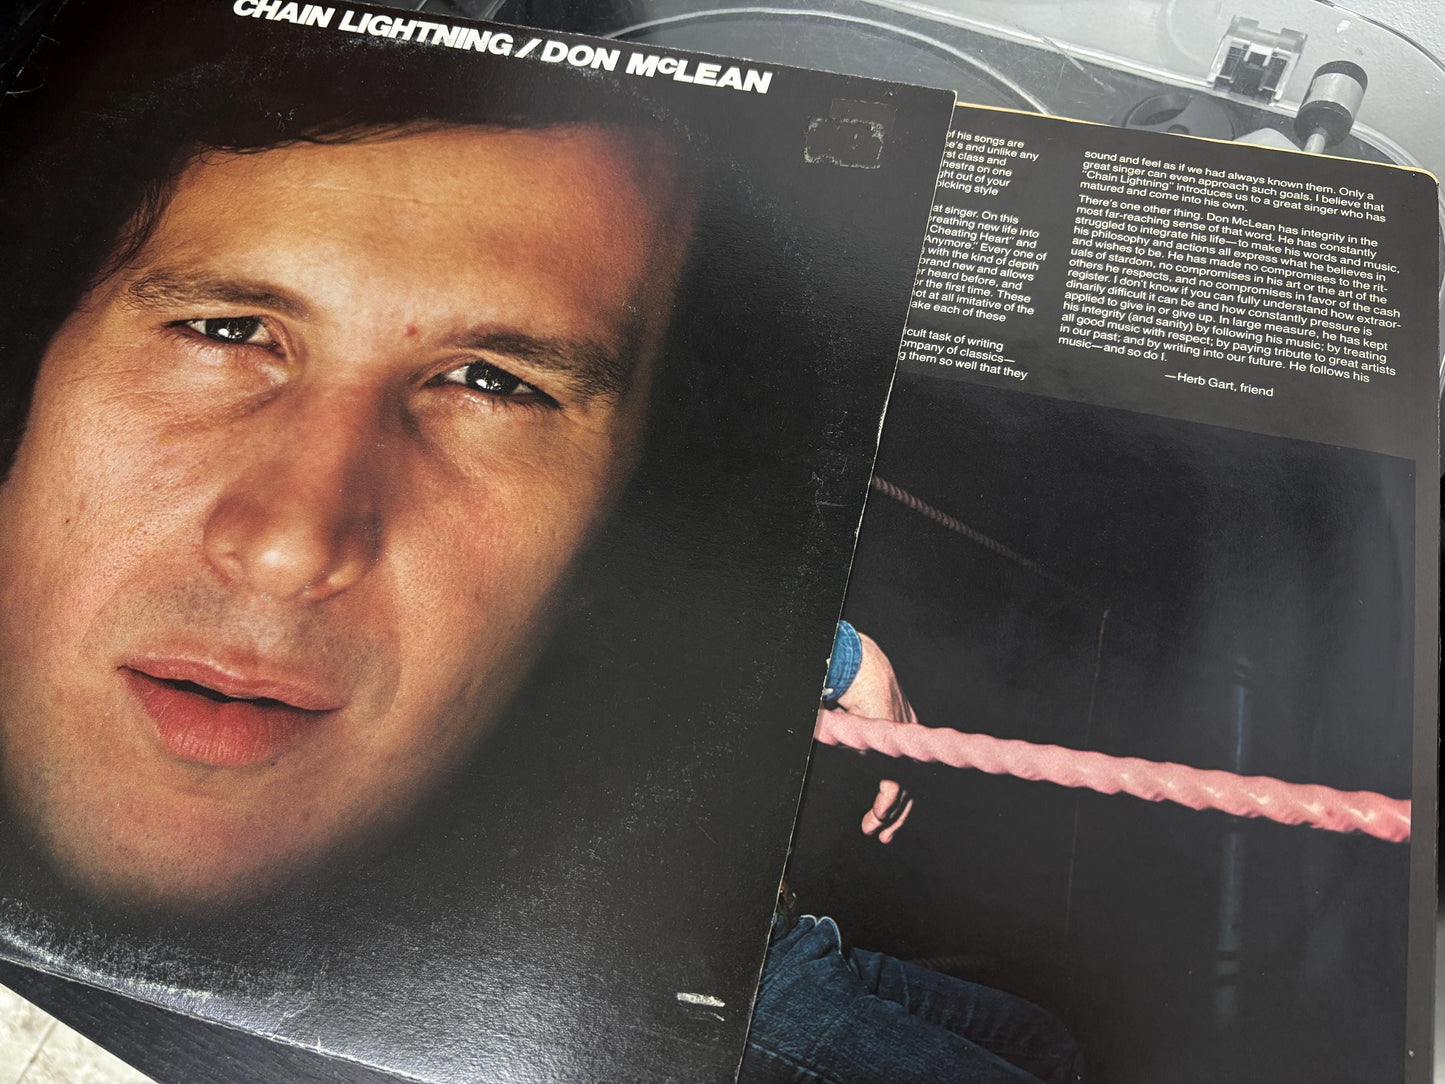 CHAIN LIGHTNING / DON McLEAN
of his songs are
e's and unlike any
st class and
hestra on one
ght out of your
picking style
at singer. On this
reathing new life into
Cheating Heart" and
Anymore." Every one of
with the kind of depth
brand new and allows
er heard before, and
or the first time. These
not at all imitative of the
ake each of these
icult task of writing
ompany of classics—
g them so well that they
sound and feel as if we had always known them. Only a
great singer can even approach such goals. I believe that
"Chain Lightning" introduces us to a great singer who has
matured and come into his own.
There's one other thing. Don McLean has integrity in the
most far-reaching sense of that word. He has constantly
struggled to integrate his life—to make his words and music,
his philosophy and actions all express what he believes in
and wishes to be. He has made no compromises to the rit-
uals of stardom, no compromises in his art or the art of the
others he respects, and no compromises in favor of the cash
register. I don't know if you can fully understand how extraor-
dinarily difficult it can be and how constantly pressure is
applied to give in or give up. In large measure, he has kept
his integrity (and sanity) by following his music; by treating
all good music with respect; by paying tribute to great artists
in our past; and by writing into our future. He follows his
music—and so do I.
—Herb Gart, friend